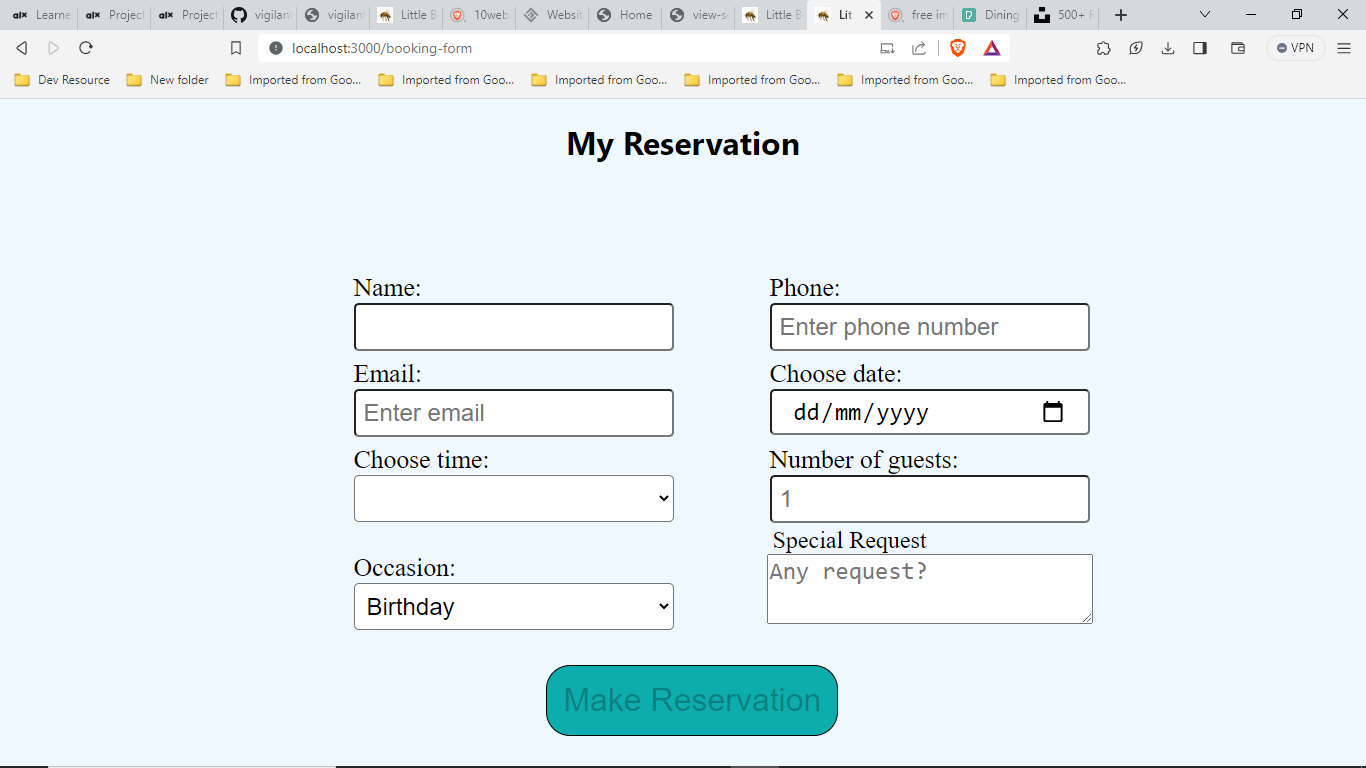 Learne Project Project vigilan vigilan Little B 10web Websit Home view-so Little B Lit free im Dining 500+ F
localhost:3000/booking-form VPN
Dev Resource New folder Imported from Goo... Imported from Goo... Imported from Goo... Imported from Goo... Imported from Goo... Imported from Goo...
My Reservation
Name: Phone:
Enter phone number
Email: Choose date:
Enter email dd/mm/yyyy
Choose time: Number of guests:
1
Special Request
Occasion: Any request?
Birthday
Make Reservation